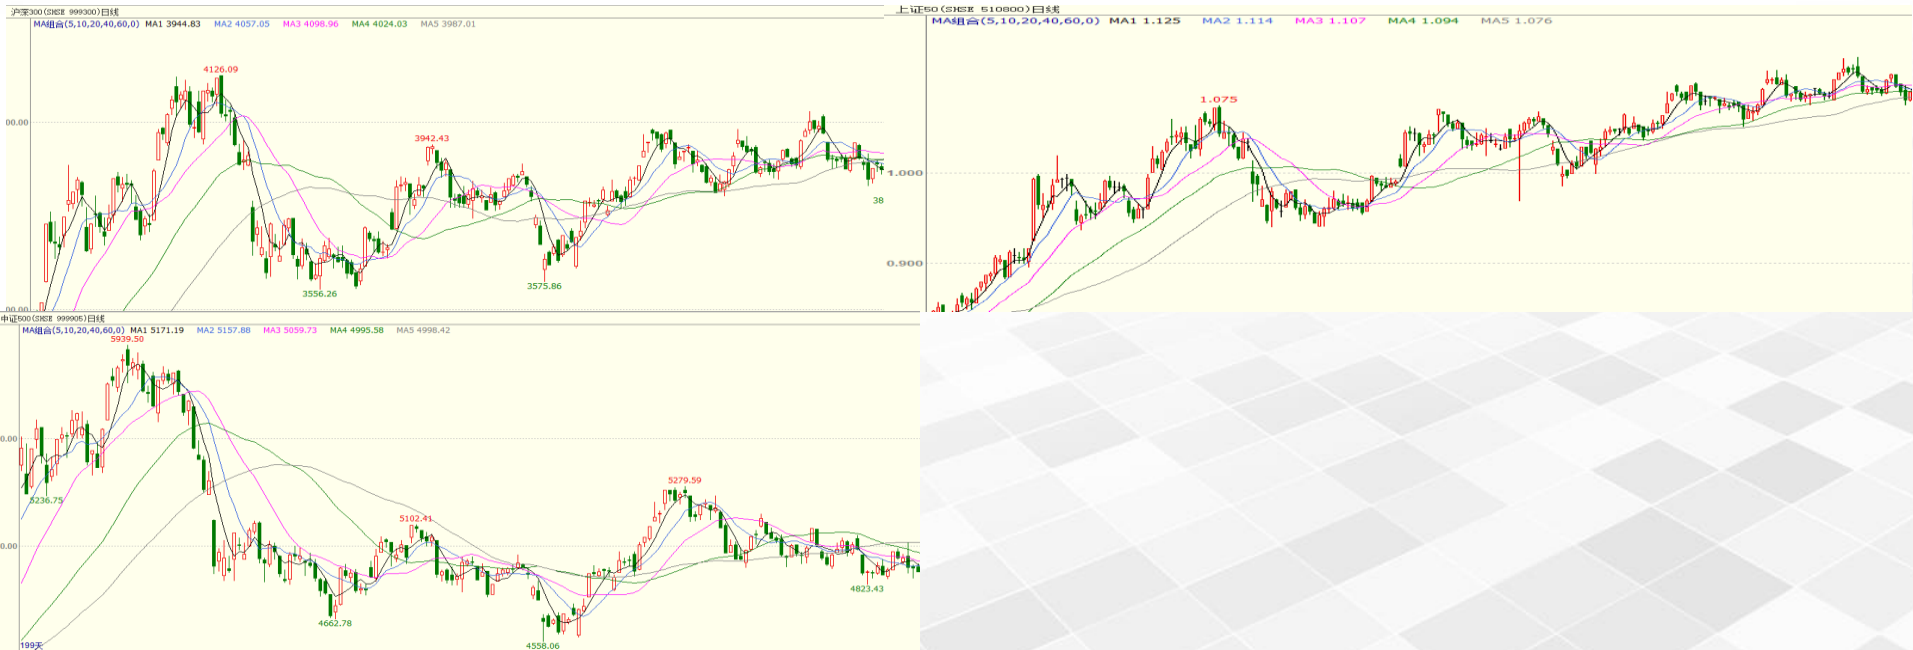 沪深300(SHSE 999300)日线
MA组合(5,10,20,40,60,0) MA1 3944.83 MA2 4057.05 MA3 4098.96 MA4 4024.03 MA5 3987.01
4126.09
00.00
3942.43
38
3575.86
3556.26
00.00
上证50(SHSE 510800)日线
MA组合(5,10,20,40,60,0) MA1 1.125 MA2 1.114 MA3 1.107 MA4 1.094 MA5 1.076
1.075
1.000
0.900
中证500(SHSE 999905)日线
MA组合(5,10,20,40,60,0) MA1 5171.19 MA2 5157.88 MA3 5059.73 MA4 4995.58 MA5 4998.42
5939.50
0.00
5279.59
5236.75
5102.41
0.00
4823.43
4662.78
4558.06
199天